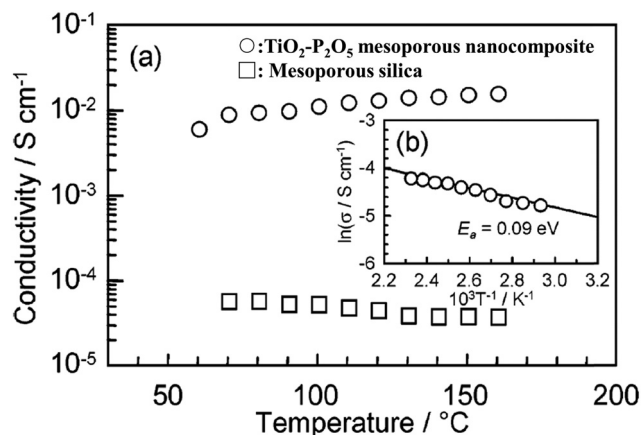 (a)
○:TiO2-P2O5 mesoporous nanocomposite
□: Mesoporous silica
Conductivity / S cm-1
10-1
10-2
10-3
10-4
10-5
50
100
150
200
Temperature / °C
(b)
ln(σ / S cm-1)
-3
-4
-5
-6
Ea = 0.09 eV
2.2
2.4
2.6
2.8
3.0
3.2
10³T-1 / K-1